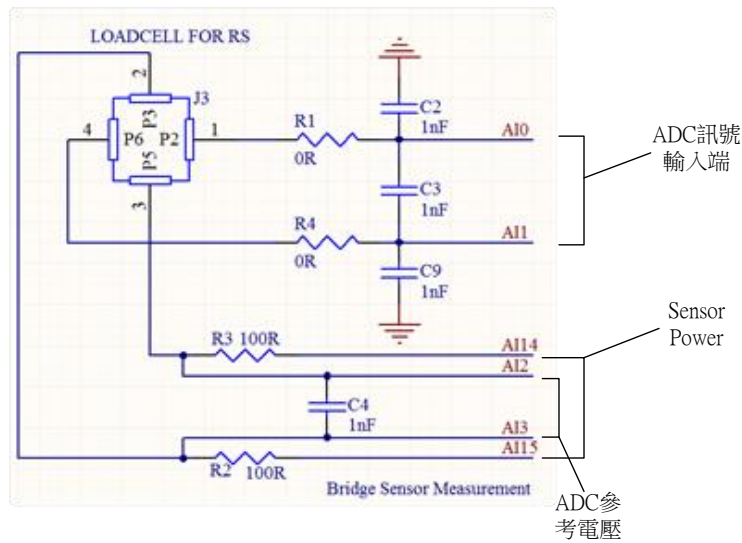 LOADCELL FOR RS
2
J3
P3
4
P6
P2
1
P5
3
R1
0R
C2
1nF
AI0
ADC訊號
輸入端
C3
1nF
R4
0R
AI1
C9
1nF
Sensor
Power
R3 100R
AI14
AI2
C4
1nF
AI3
R2 100R
AI15
Bridge Sensor Measurement
ADC參
考電壓